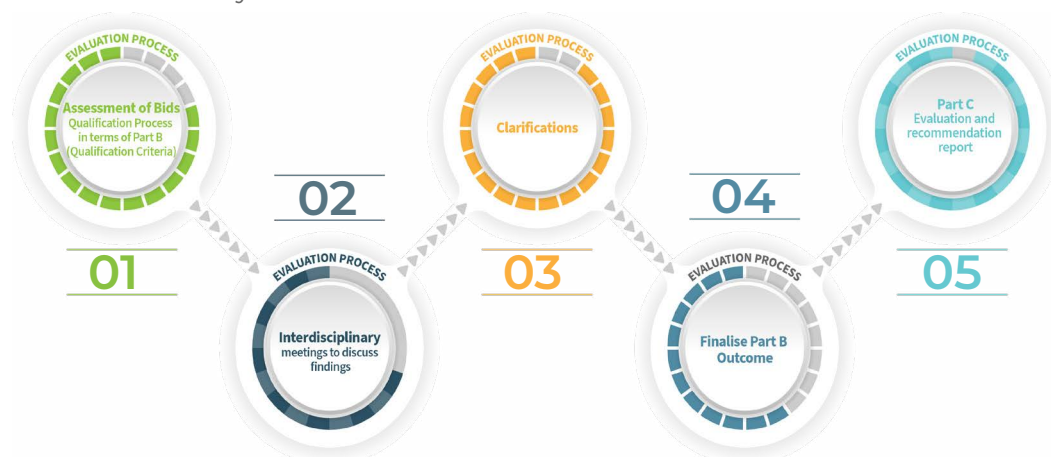 EVALUATION PROCESS
Assessment of Bids
Qualification Process
in terms of Part B
(Qualification Criteria)
01
02
EVALUATION PROCESS
Interdisciplinary
meetings to discuss
findings
EVALUATION PROCESS
Clarifications
03
04
EVALUATION PROCESS
Finalise Part B
Outcome
EVALUATION PROCESS
Part C
Evaluation and
recommendation
report
05